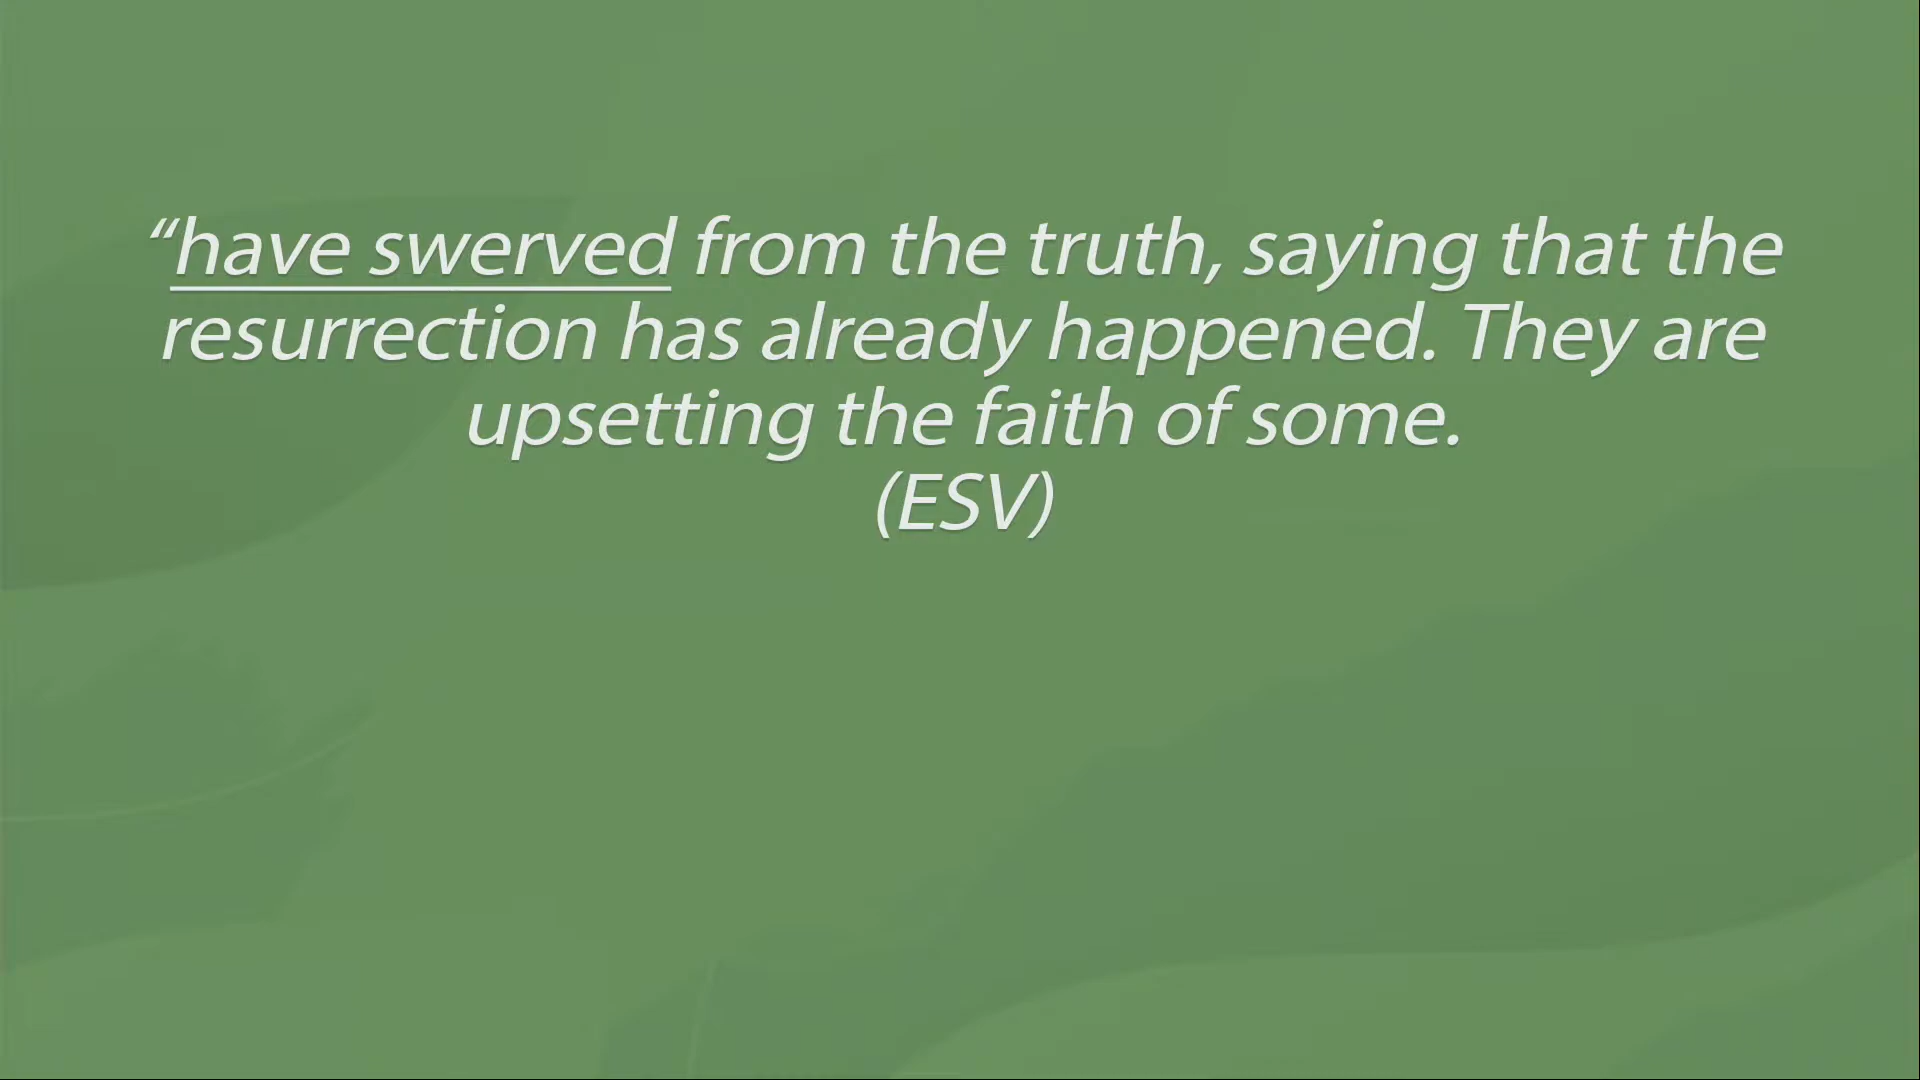 “have swerved from the truth, saying that the
resurrection has already happened. They are
upsetting the faith of some.
(ESV)